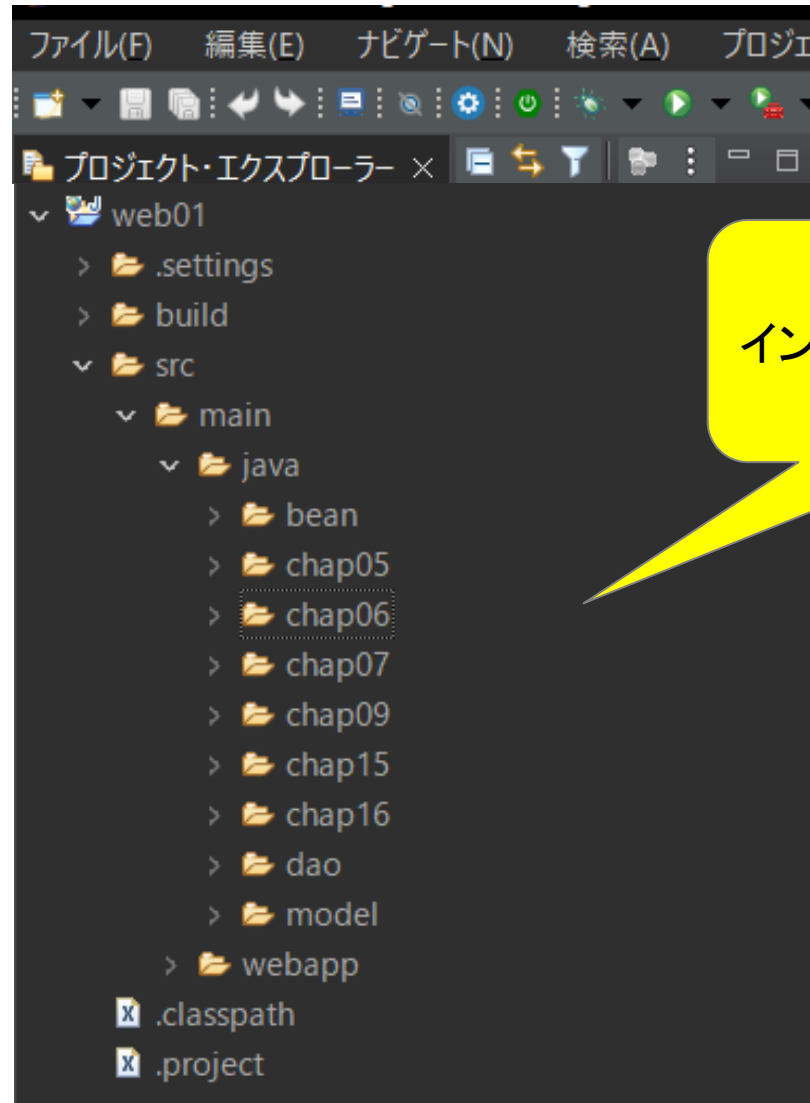 ファイル(F) 編集(E) ナビゲート(N) 検索(A) プロジェ
プロジェクト・エクスプローラー
web01
.settings
build
src
main
java
bean
chap05
chap06
chap07
chap09
chap15
chap16
dao
model
webapp
.classpath
.project
イン